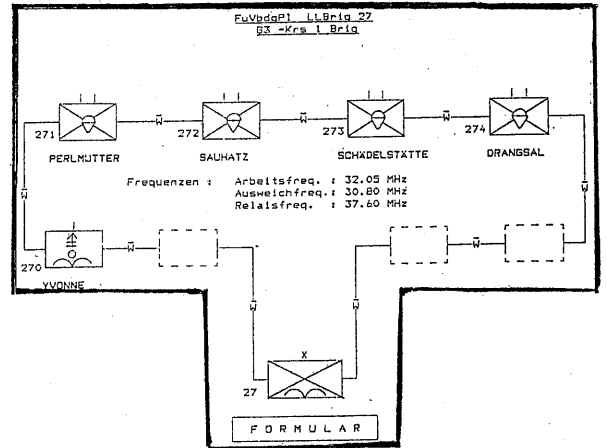 FuVbdgPl LLBrig 27
G3 -Krs 1 Brig
W W W
271 272 273 274
PERLMUTTER SAUHATZ SCHÄDELSTÄTTE DRANGSAL
Frequenzen : Arbeitsfreq. : 32.05 MHz
Ausweichfreq. : 30.80 MHz
Relaisfreq. : 37.60 MHz
W W
W W
270
YVONNE
W W
X
27
FORMULAR